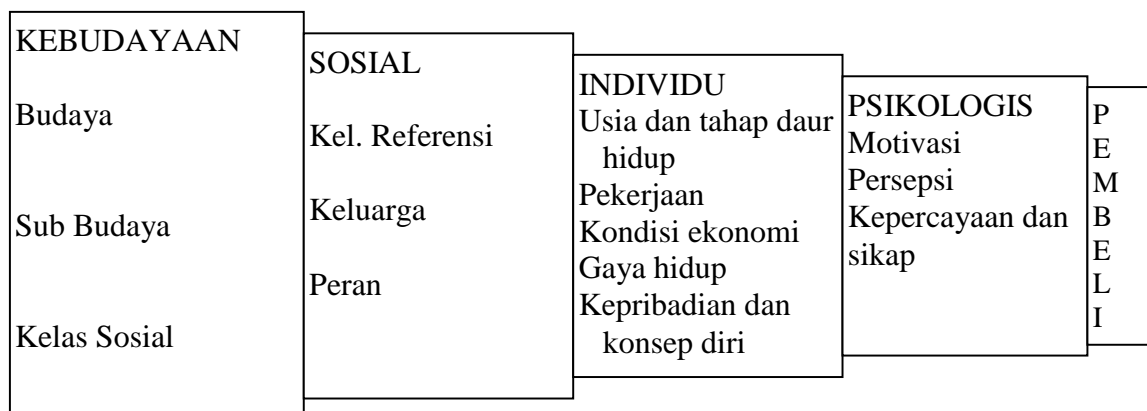 KEBUDAYAAN
Budaya
Sub Budaya
Kelas Sosial
SOSIAL
Kel. Referensi
Keluarga
Peran
INDIVIDU
Usia dan tahap daur
hidup
Pekerjaan
Kondisi ekonomi
Gaya hidup
Kepribadian dan
konsep diri
PSIKOLOGIS
Motivasi
Persepsi
Kepercayaan dan
sikap
P
E
M
B
E
L
I